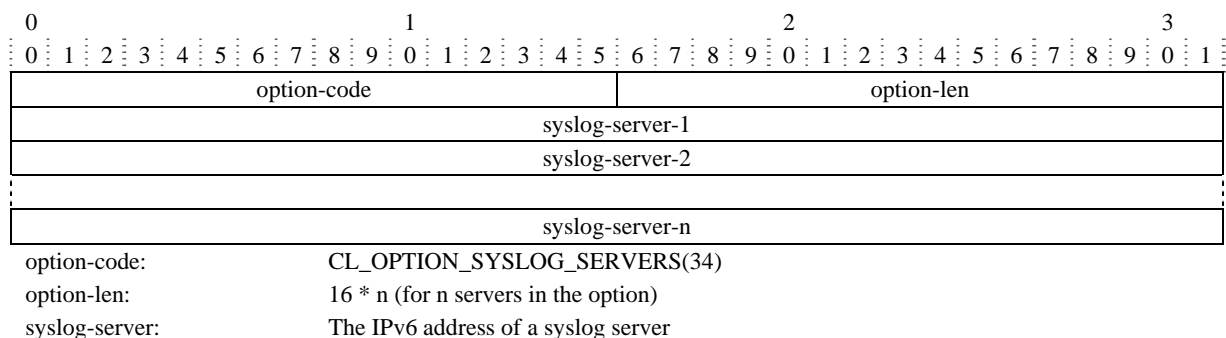 0 1 2 3
0 1 2 3 4 5 6 7 8 9 0 1 2 3 4 5 6 7 8 9 0 1 2 3 4 5 6 7 8 9 0 1
option-code option-len
syslog-server-1
syslog-server-2
syslog-server-n
option-code: CL_OPTION_SYSLOG_SERVERS(34)
option-len: 16 * n (for n servers in the option)
syslog-server: The IPv6 address of a syslog server